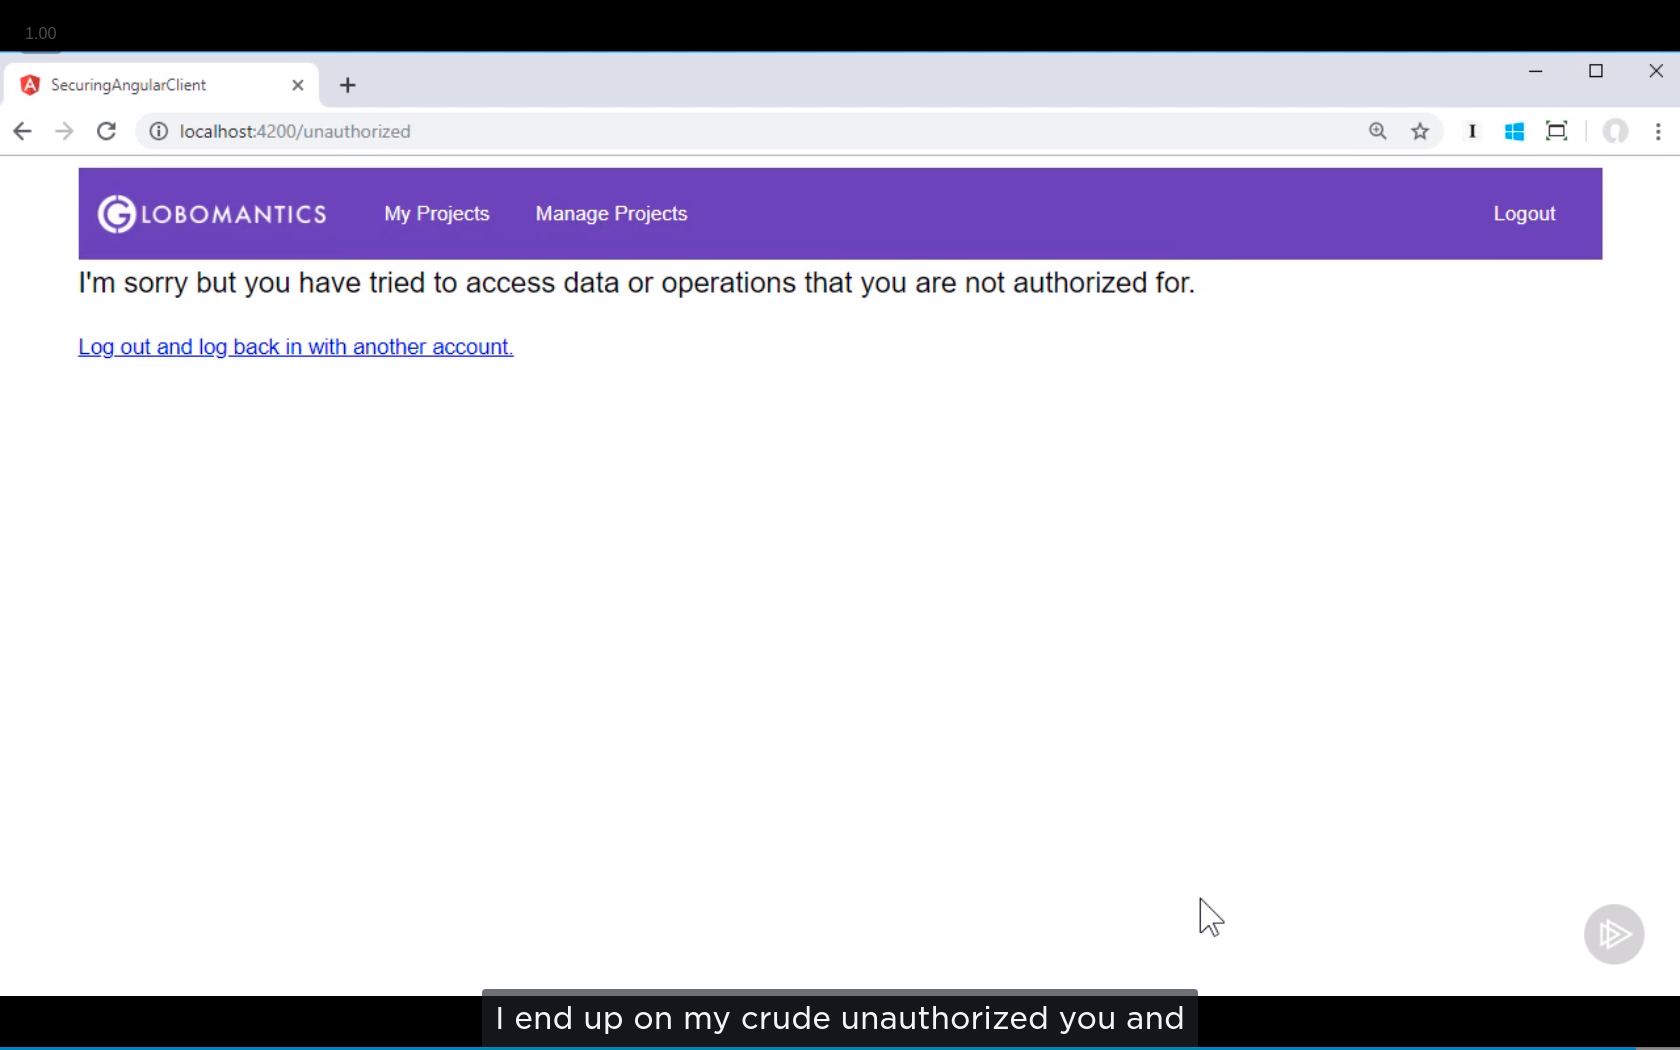 1.00
SecuringAngularClient
localhost:4200/unauthorized
GLOBOMANTICS My Projects Manage Projects Logout
I'm sorry but you have tried to access data or operations that you are not authorized for.
Log out and log back in with another account.
I end up on my crude unauthorized you and